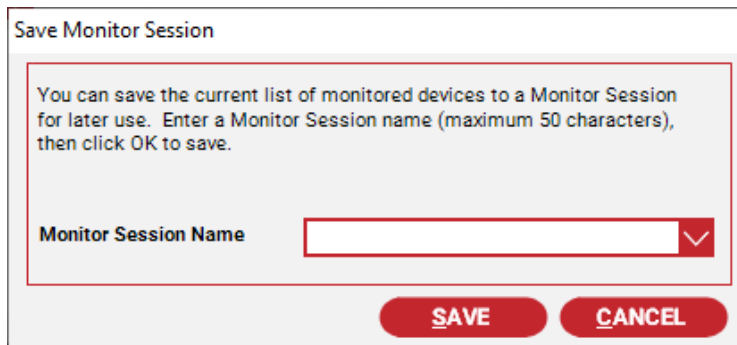 Save Monitor Session
You can save the current list of monitored devices to a Monitor Session
for later use.  Enter a Monitor Session name (maximum 50 characters),
then click OK to save.
Monitor Session Name
SAVE
CANCEL